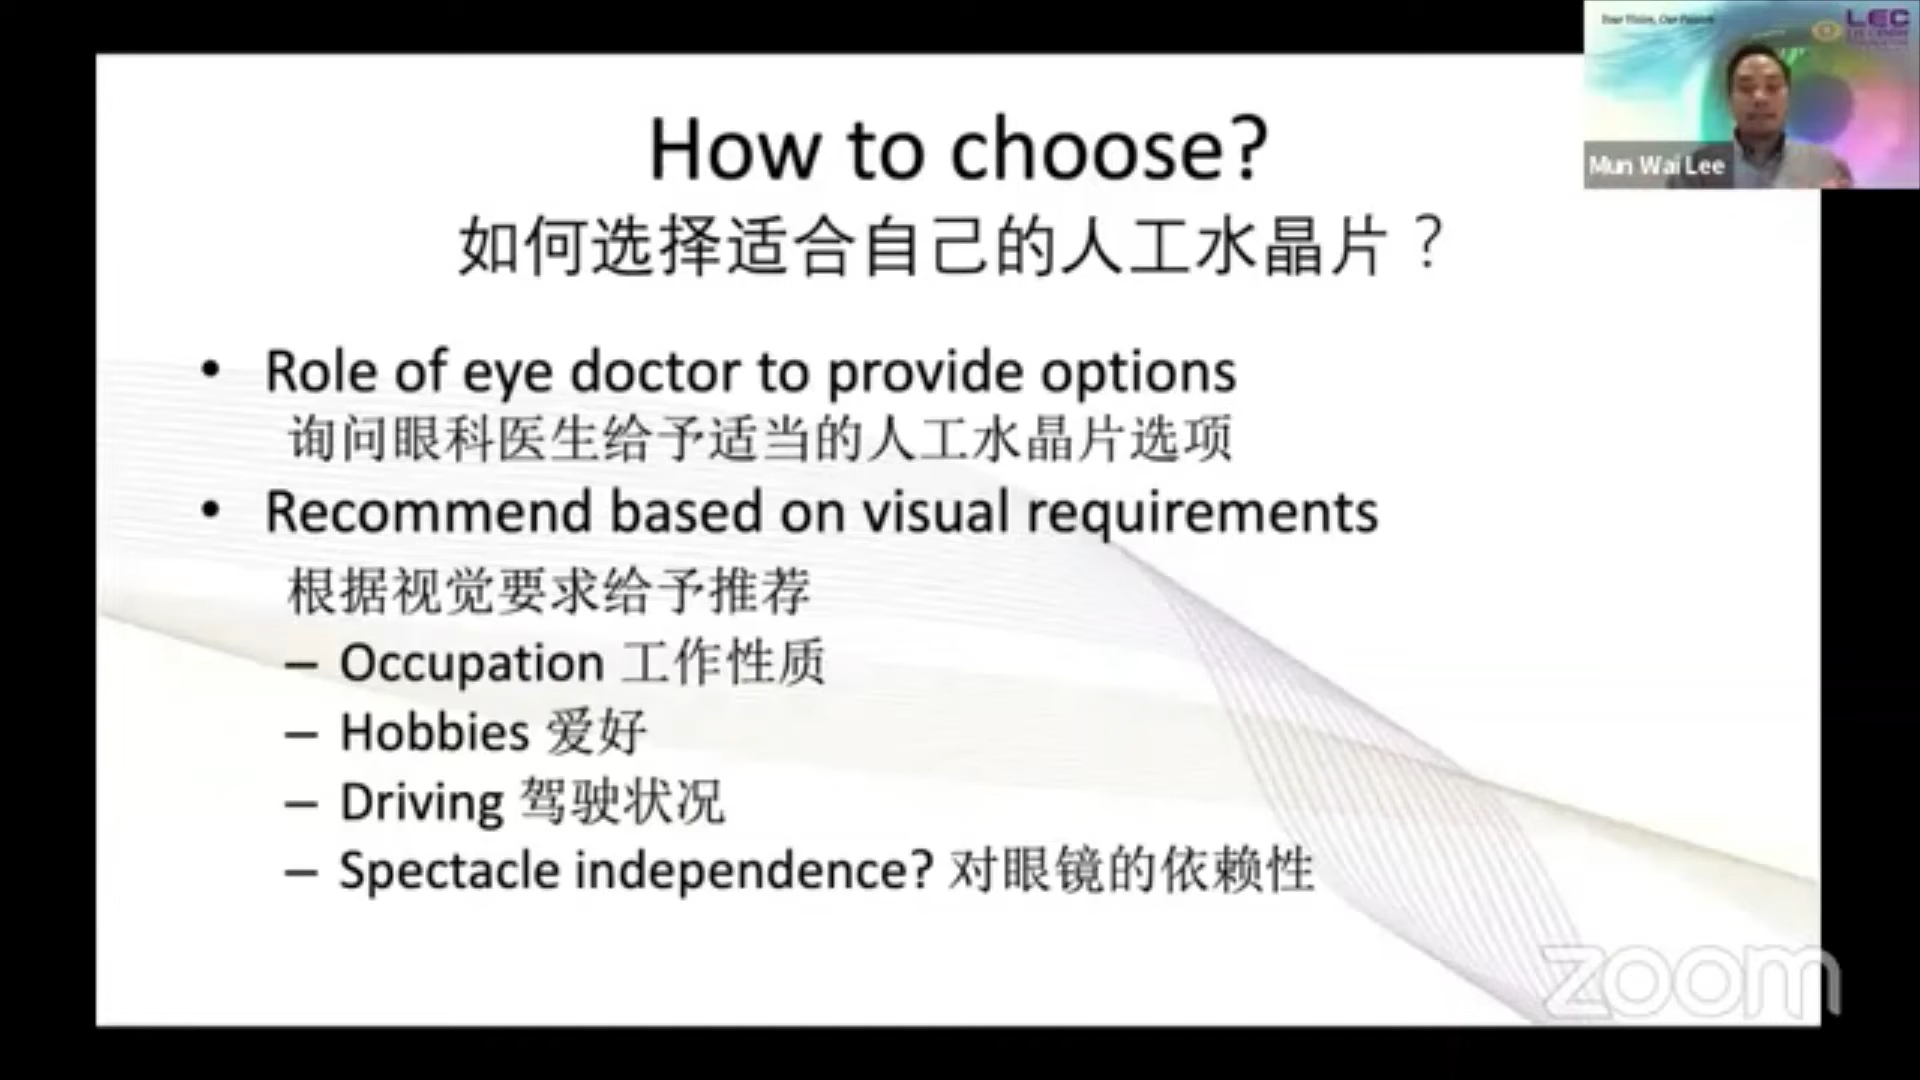 Your Vision, Our Passion
LEC
Mun Wai Lee
How to choose?
如何选择适合自己的人工水晶片？
• Role of eye doctor to provide options
询问眼科医生给予适当的人工水晶片选项
• Recommend based on visual requirements
根据视觉要求给予推荐
– Occupation 工作性质
– Hobbies 爱好
– Driving 驾驶状况
– Spectacle independence? 对眼镜的依赖性
zoom